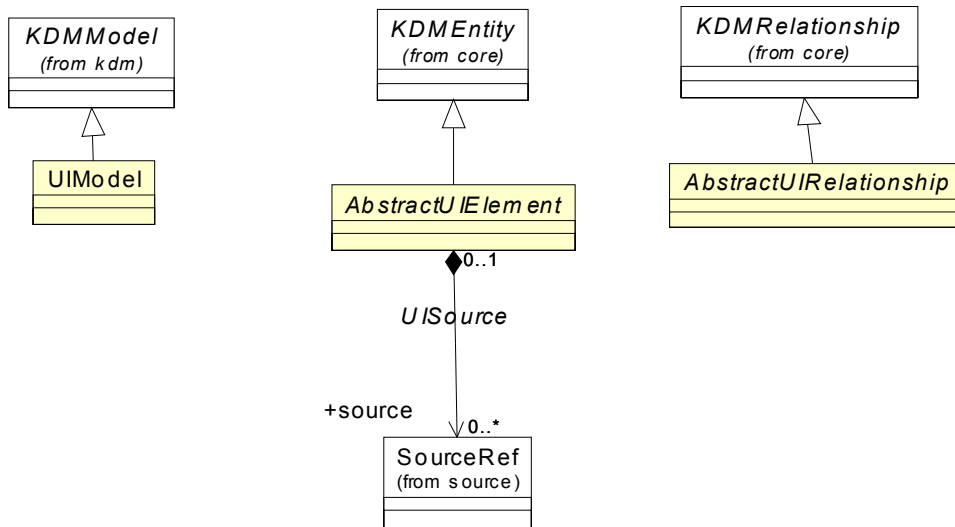 KDMModel
(from kdm)
KDMEntity
(from core)
KDMRelationship
(from core)
UIModel
AbstractUIElement
AbstractUIRelationship
0..1
UISource
+source
0..*
SourceRef
(from source)